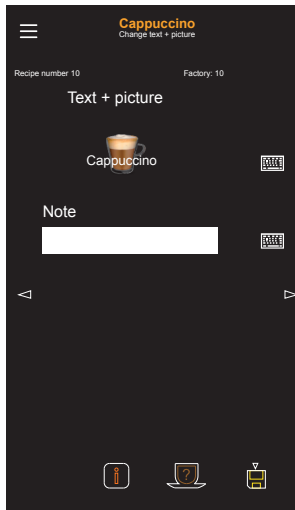 Cappuccino
Change text + picture
Recipe number 10 Factory: 10
Text + picture
Cappuccino
Note
i ?